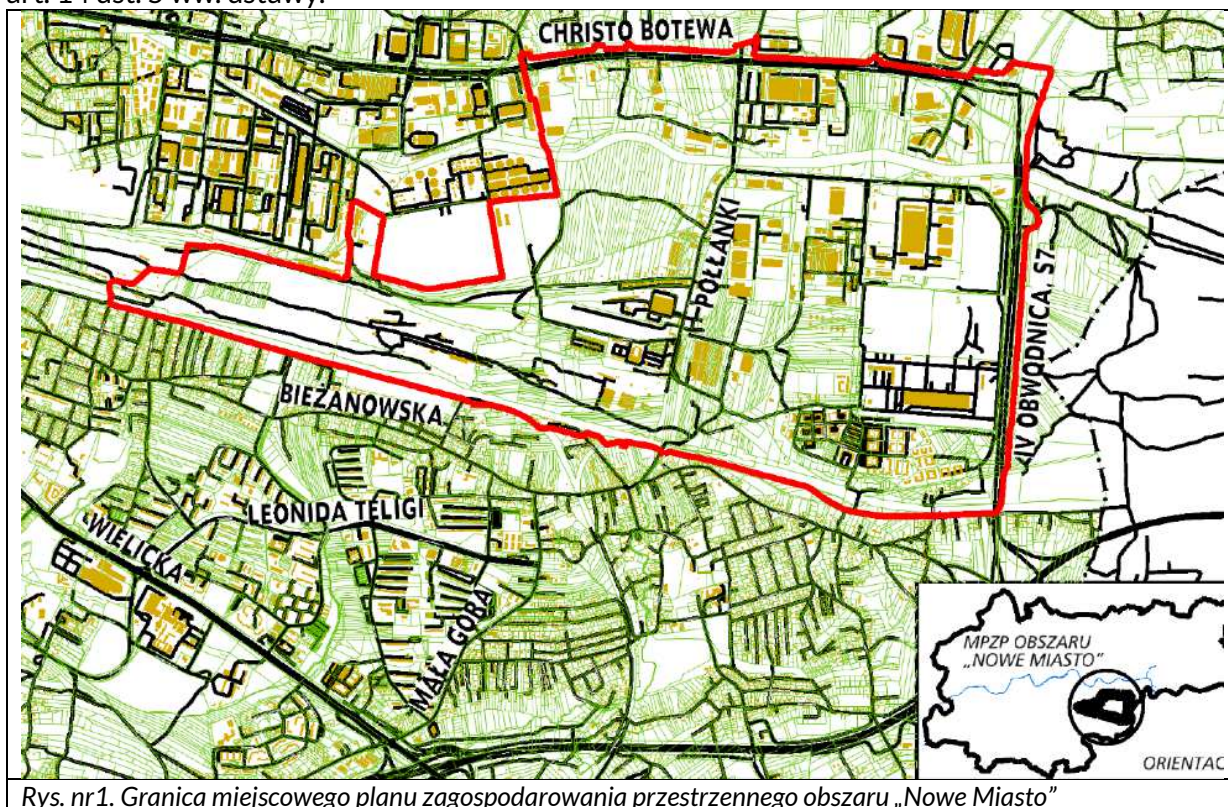 art. 14 ust. 5 ww. ustawy.
CHRISTO BOTEWA
PÓŁŁANKI
IV OBWODNICA, S7
BIEŻANOWSKA
LEONIDA TELIGI
WIELICKA
MAŁA GÓRA
MPZP OBSZARU
„NOWE MIASTO”
ORIENTAC
Rys. nr1. Granica miejscowego planu zagospodarowania przestrzennego obszaru „Nowe Miasto”